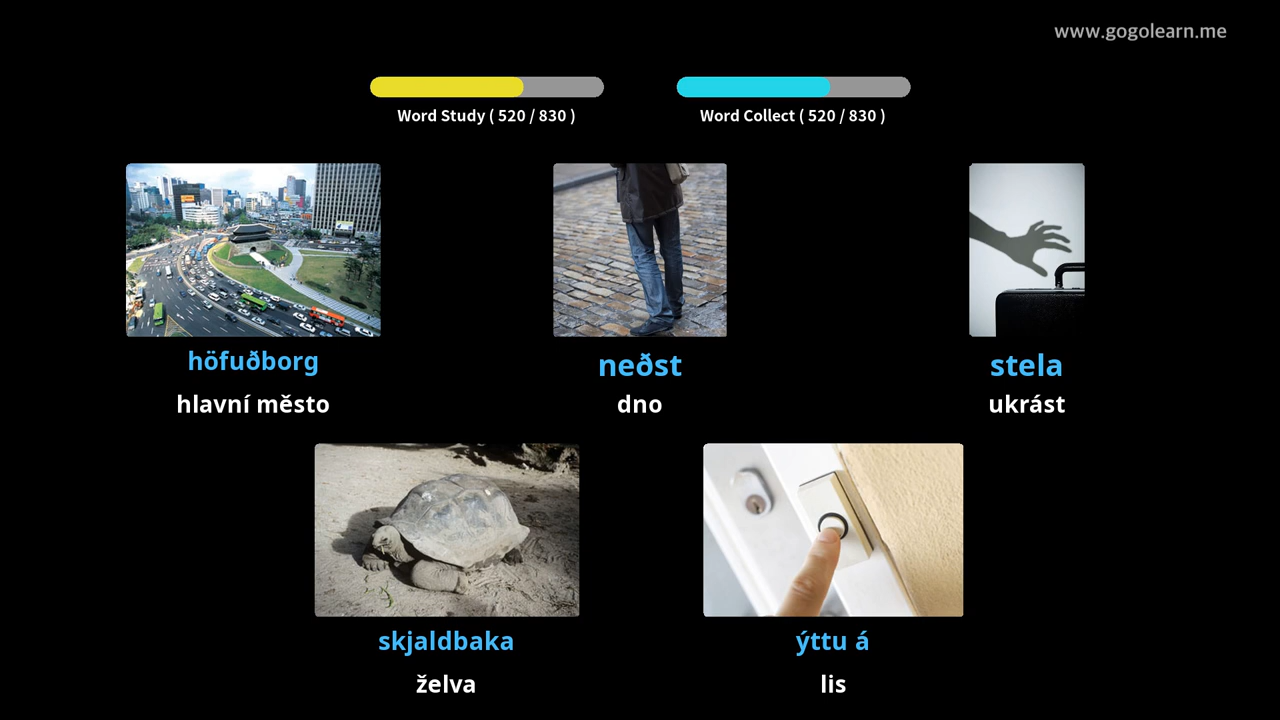 www.gogolearn.me
Word Study ( 520 / 830 )
Word Collect ( 520 / 830 )
höfuðborg
hlavní město
neðst
dno
stela
ukrást
skjaldbaka
želva
ýttu á
lis